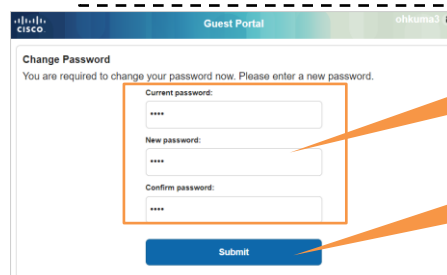 cisco
Guest Portal
ohkuma3
Change Password
You are required to change your password now. Please enter a new password.
Current password:
••••
New password:
••••
Confirm password:
••••
Submit